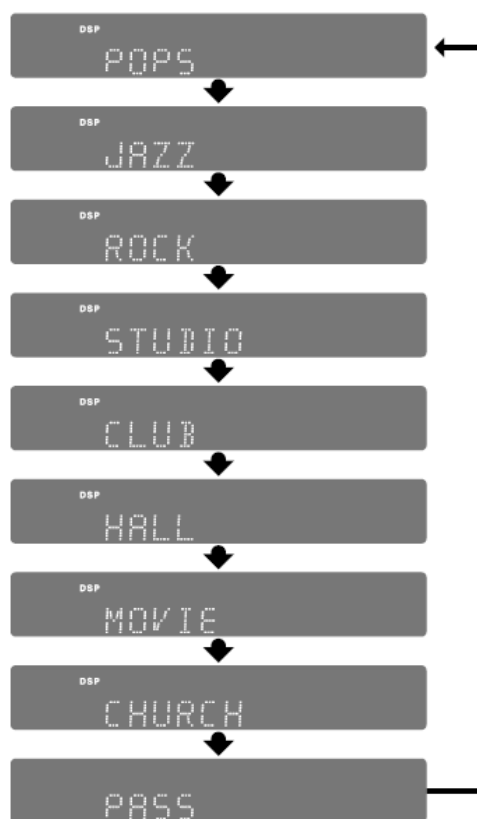 DSP
POPS
DSP
JAZZ
DSP
ROCK
DSP
STUDIO
DSP
CLUB
DSP
HALL
DSP
MOVIE
DSP
CHURCH
PASS